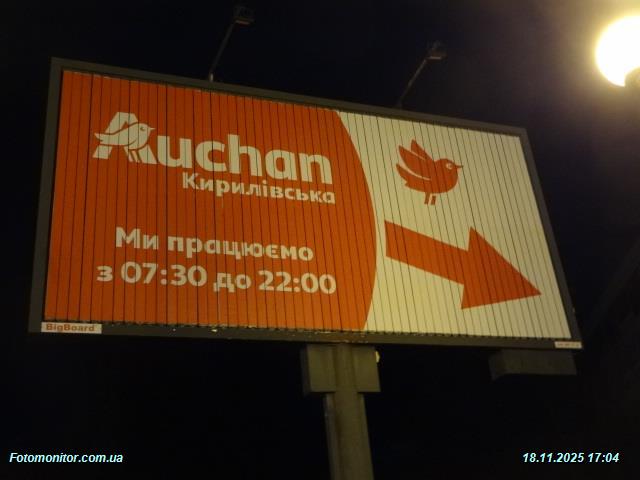 Auchan
Кирилівська
Ми працюємо
з 07:30 до 22:00
BigBoard
Fotomonitor.com.ua
18.11.2025 17:04